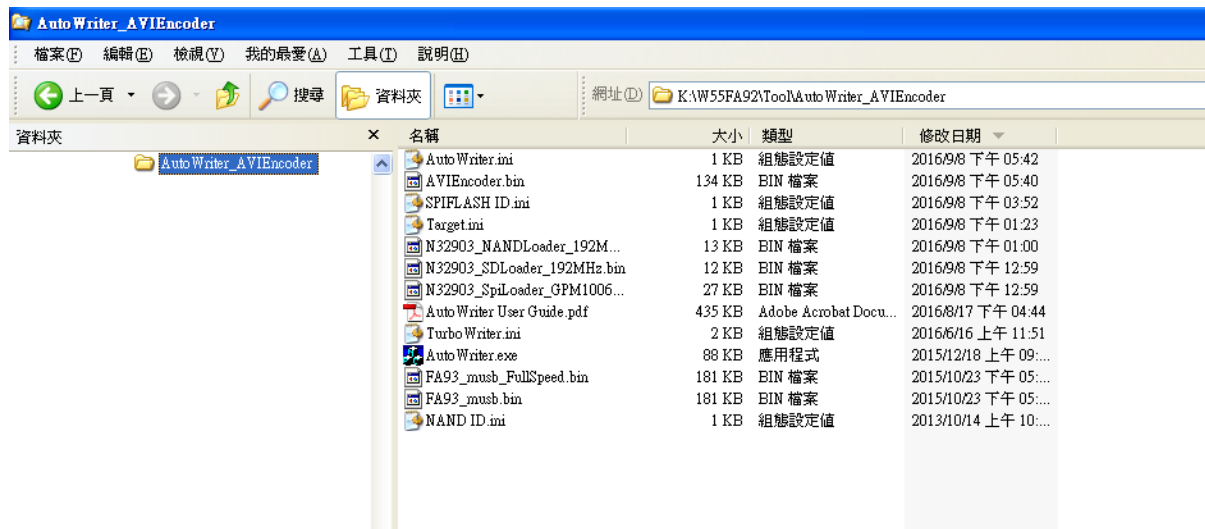 AutoWriter_AVIEncoder
檔案(F) 編輯(E) 檢視(V) 我的最愛(A) 工具(T) 說明(H)
上一頁 搜尋 資料夾 網址(D) K:\W55FA92\Tool\AutoWriter_AVIEncoder
資料夾 × 名稱 大小 類型 修改日期
AutoWriter_AVIEncoder
AutoWriter.ini 1 KB 組態設定值 2016/9/8 下午 05:42
AVIEncoder.bin 134 KB BIN 檔案 2016/9/8 下午 05:40
SPIFLASH ID.ini 1 KB 組態設定值 2016/9/8 下午 03:52
Target.ini 1 KB 組態設定值 2016/9/8 下午 01:23
N32903_NANDLoader_192M... 13 KB BIN 檔案 2016/9/8 下午 01:00
N32903_SDLoader_192MHz.bin 12 KB BIN 檔案 2016/9/8 下午 12:59
N32903_SpiLoader_GPM1006... 27 KB BIN 檔案 2016/9/8 下午 12:59
AutoWriter User Guide.pdf 435 KB Adobe Acrobat Docu... 2016/8/17 下午 04:44
TurboWriter.ini 2 KB 組態設定值 2016/6/16 上午 11:51
AutoWriter.exe 88 KB 應用程式 2015/12/18 上午 09:...
FA93_musb_FullSpeed.bin 181 KB BIN 檔案 2015/10/23 下午 05:...
FA93_musb.bin 181 KB BIN 檔案 2015/10/23 下午 05:...
NAND ID.ini 1 KB 組態設定值 2013/10/14 上午 10:...